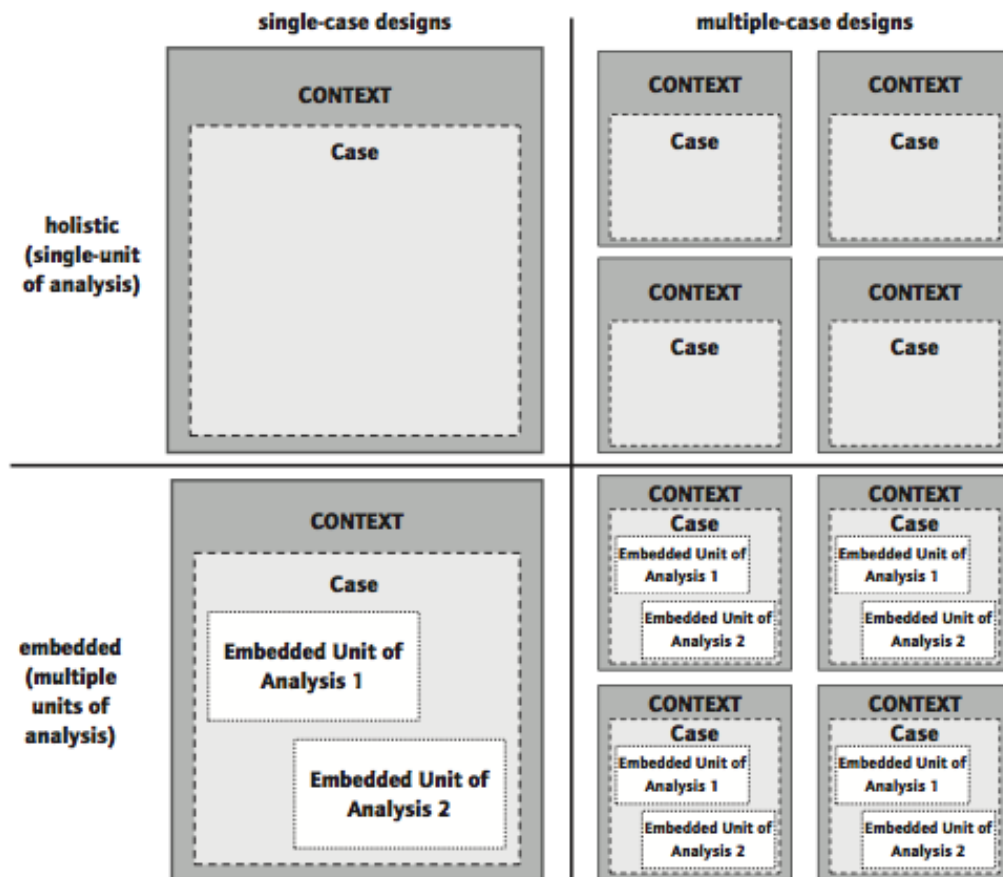 single-case designs
multiple-case designs
holistic
(single-unit
of analysis)
CONTEXT
Case
CONTEXT
Case
CONTEXT
Case
CONTEXT
Case
CONTEXT
Case
embedded
(multiple
units of
analysis)
CONTEXT
Case
Embedded Unit of
Analysis 1
Embedded Unit of
Analysis 2
CONTEXT
Case
Embedded Unit of
Analysis 1
Embedded Unit of
Analysis 2
CONTEXT
Case
Embedded Unit of
Analysis 1
Embedded Unit of
Analysis 2
CONTEXT
Case
Embedded Unit of
Analysis 1
Embedded Unit of
Analysis 2
CONTEXT
Case
Embedded Unit of
Analysis 1
Embedded Unit of
Analysis 2